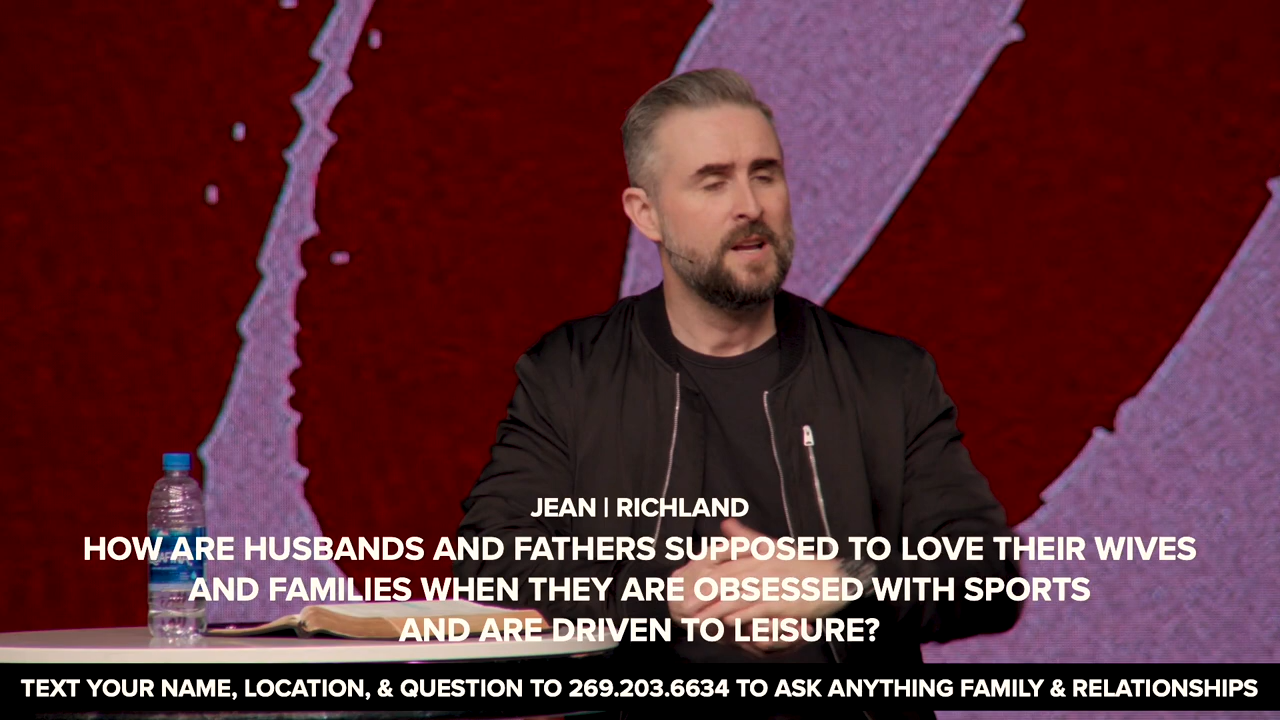 JEAN | RICHLAND
HOW ARE HUSBANDS AND FATHERS SUPPOSED TO LOVE THEIR WIVES
AND FAMILIES WHEN THEY ARE OBSESSED WITH SPORTS
AND ARE DRIVEN TO LEISURE?
TEXT YOUR NAME, LOCATION, & QUESTION TO 269.203.6634 TO ASK ANYTHING FAMILY & RELATIONSHIPS